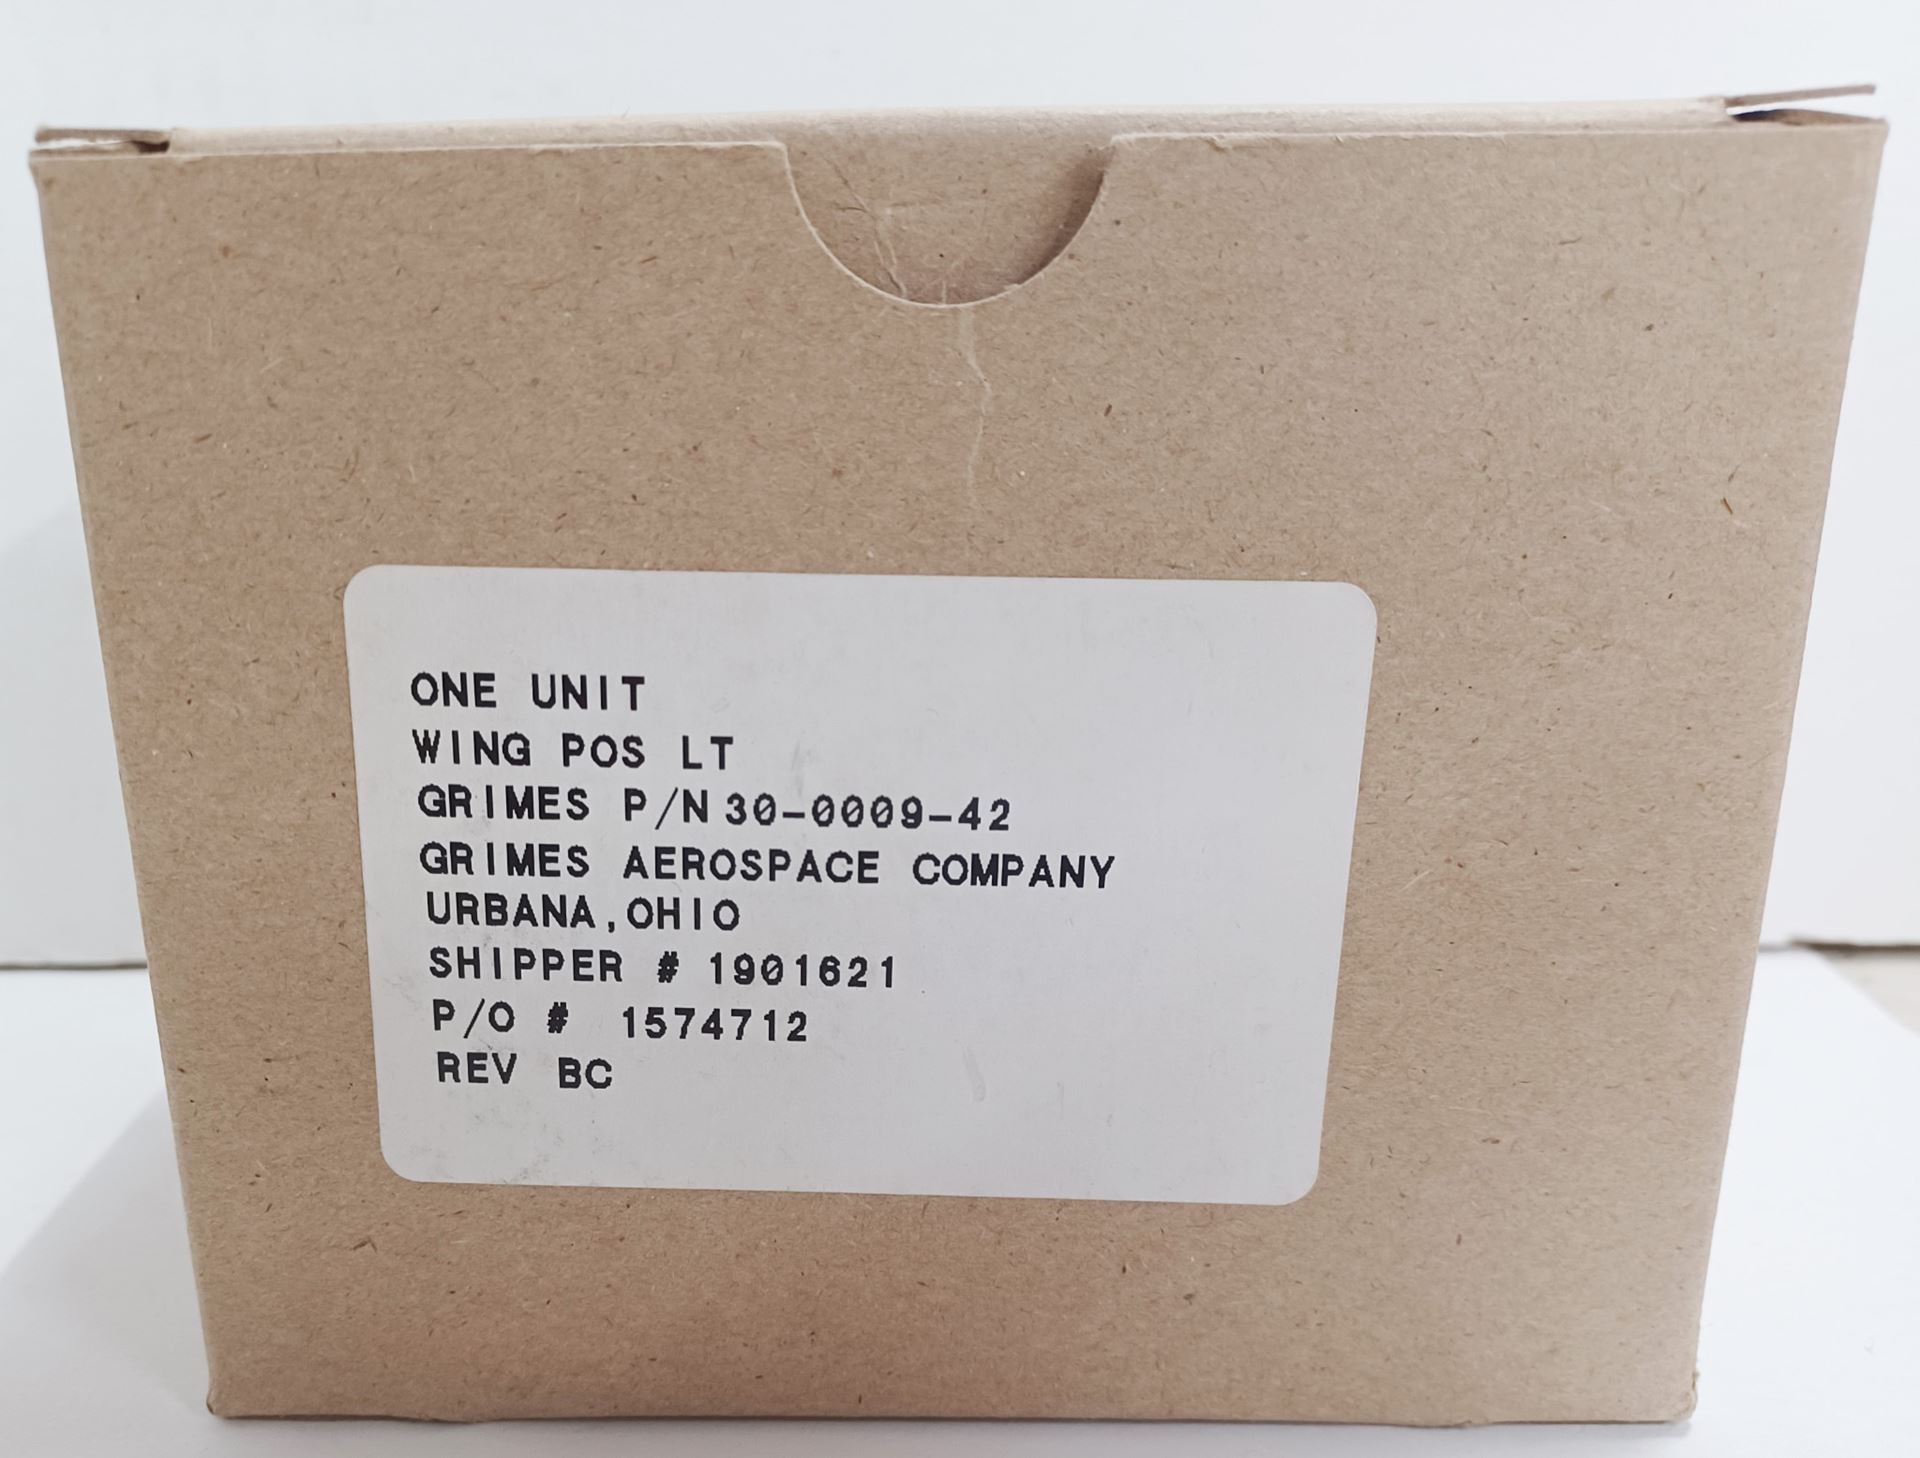 ONE UNIT
WING POS LT
GRIMES P/N 30-0009-42
GRIMES AEROSPACE COMPANY
URBANA,OHIO
SHIPPER # 1901621
P/O # 1574712
REV BC